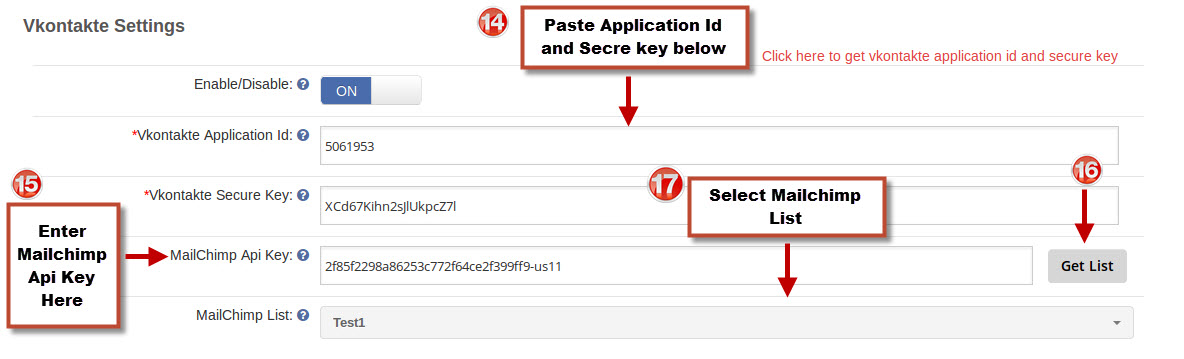 Vkontakte Settings
14
Paste Application Id
and Secre key below
Click here to get vkontakte application id and secure key
Enable/Disable: ?
ON
*Vkontakte Application Id: ?
5061953
15
17
16
*Vkontakte Secure Key: ?
XCd67Kihn2sJlUkpcZ7l
Select Mailchimp
List
Enter
Mailchimp
Api Key
Here
MailChimp Api Key: ?
2f85f2298a86253c772f64ce2f399ff9-us11
Get List
MailChimp List: ?
Test1